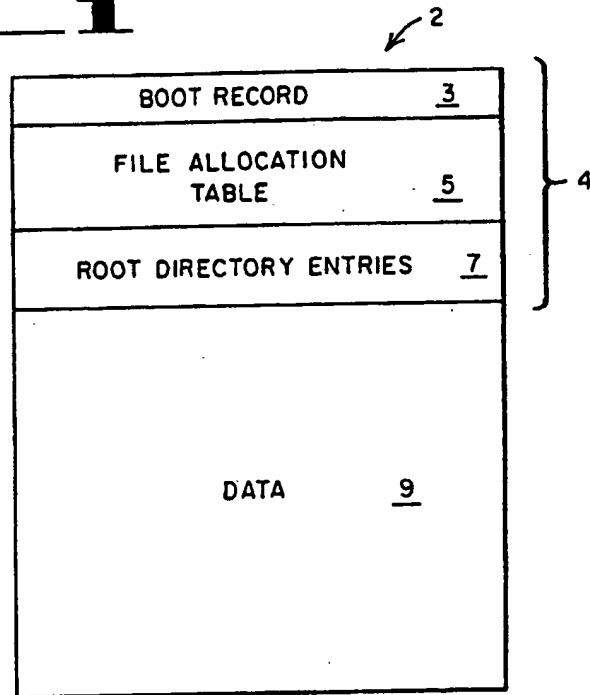 2
BOOT RECORD 3
FILE ALLOCATION
TABLE 5
4
ROOT DIRECTORY ENTRIES 7
DATA 9